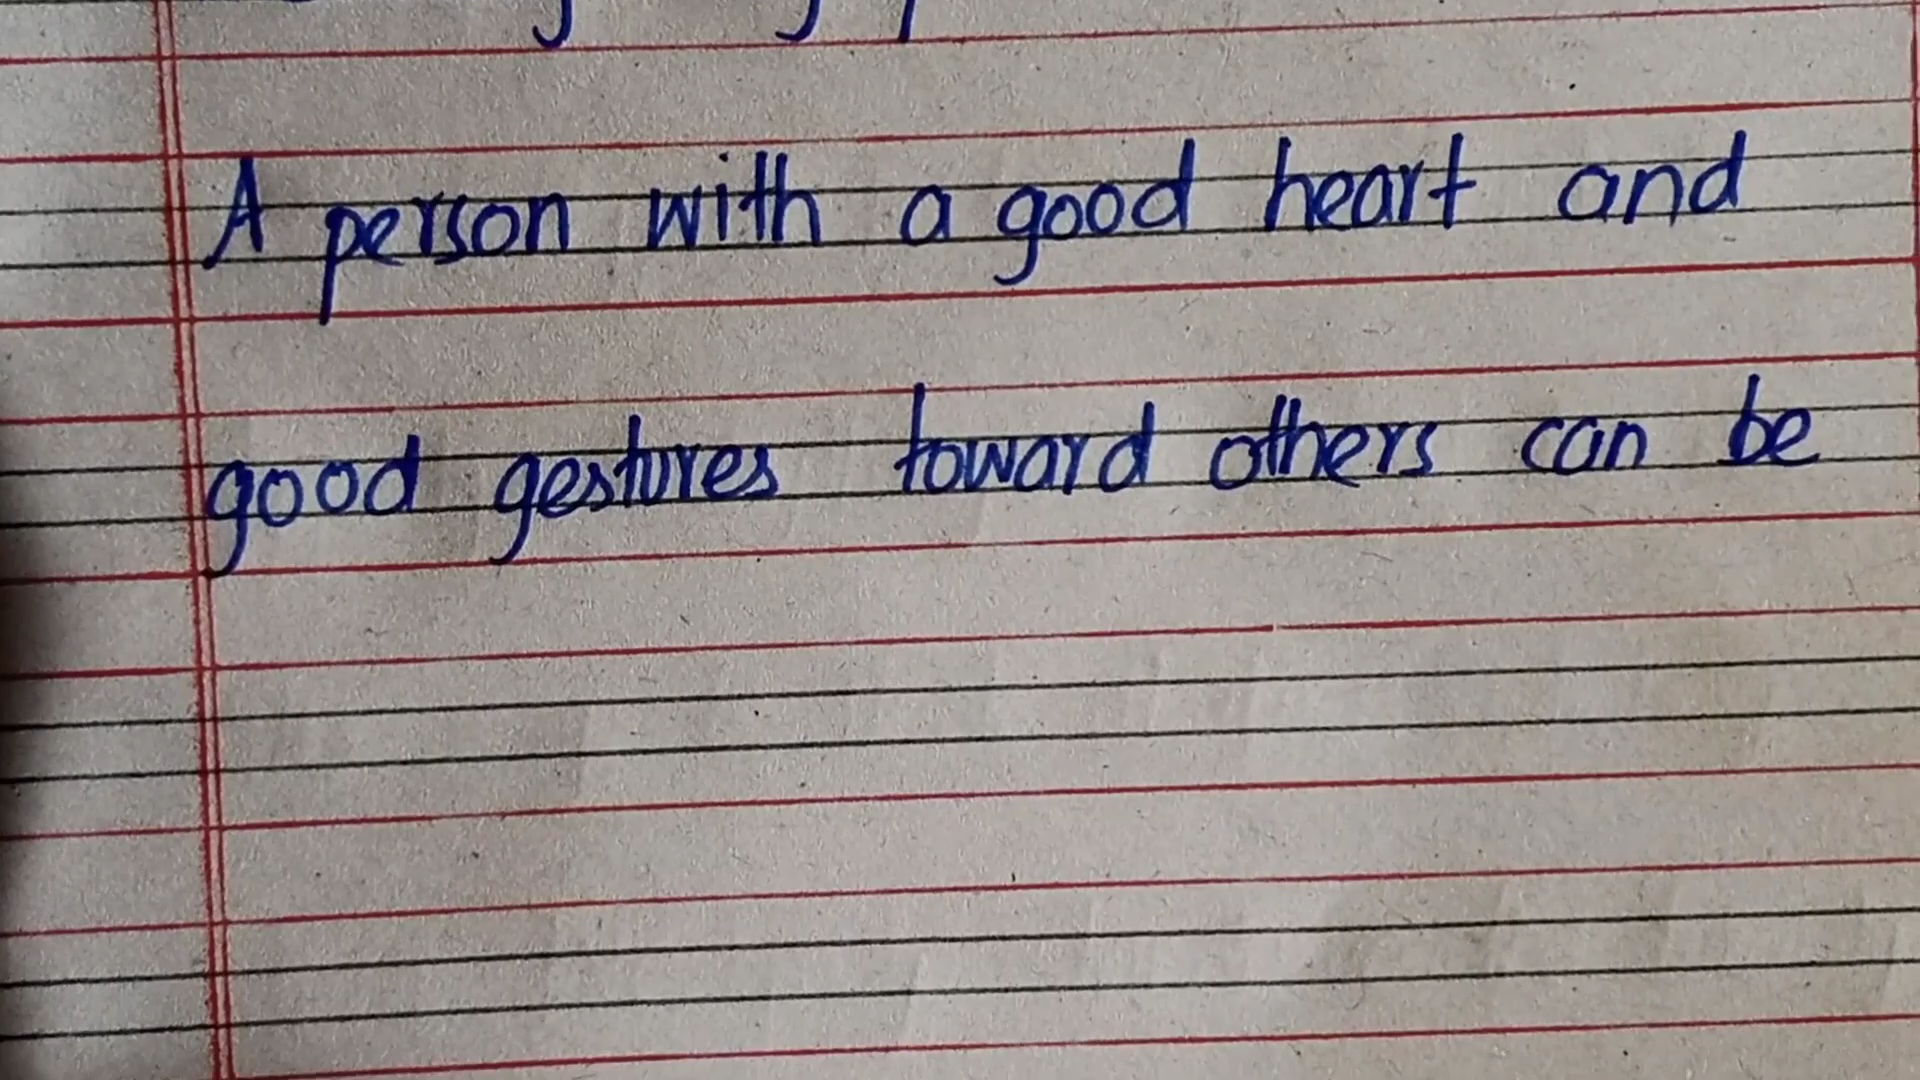 A person with a good heart and
good gestures toward others can be